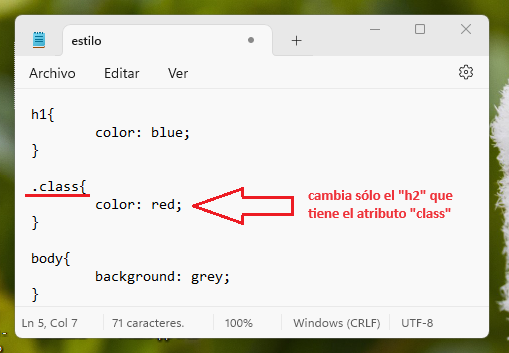 estilo
Archivo Editar Ver
h1{
color: blue;
}
.class{
color: red;
}
cambia sólo el "h2" que
tiene el atributo "class"
body{
background: grey;
}
Ln 5, Col 7 71 caracteres. 100% Windows (CRLF) UTF-8